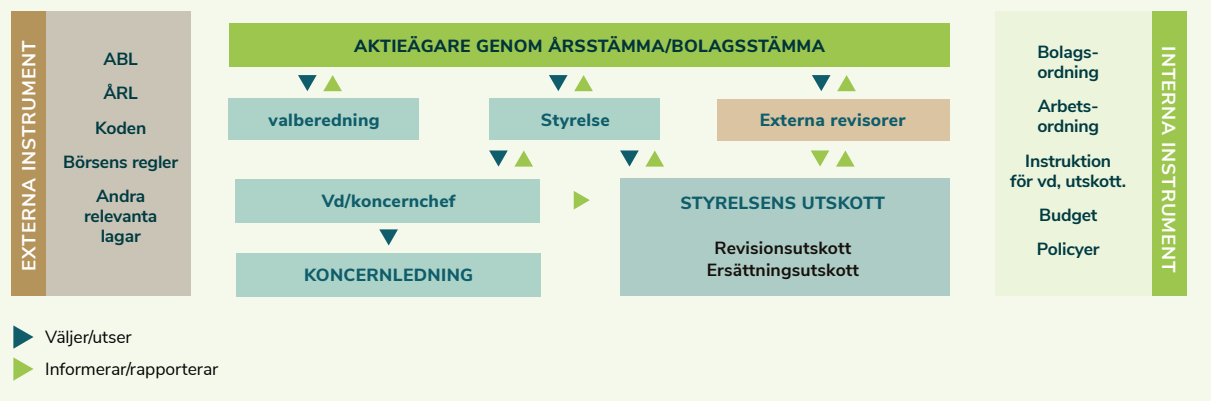 EXTERNA INSTRUMENT
ABL
ÅRL
Koden
Börsens regler
Andra
relevanta
lagar
AKTIEÄGARE GENOM ÅRSSTÄMMA/BOLAGSSTÄMMA
valberedning
Styrelse
Externa revisorer
Vd/koncernchef
KONCERNLEDNING
STYRELSENS UTSKOTT
Revisionsutskott
Ersättningsutskott
Bolags-
ordning
Arbets-
ordning
Instruktion
för vd, utskott.
Budget
Policyer
INTERNA INSTRUMENT
Väljer/utser
Informerar/rapporterar